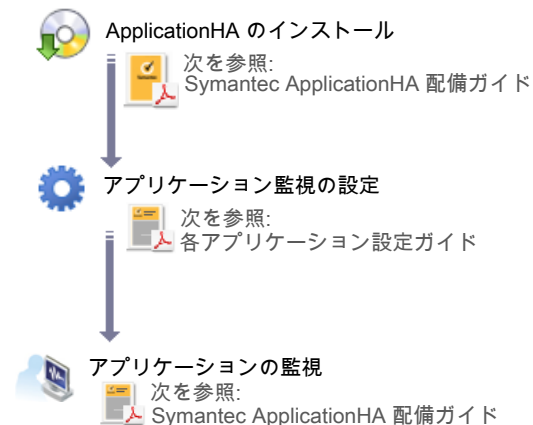 ApplicationHA のインストール
次を参照:
Symantec ApplicationHA 配備ガイド
アプリケーション監視の設定
次を参照:
各アプリケーション設定ガイド
アプリケーションの監視
次を参照:
Symantec ApplicationHA 配備ガイド